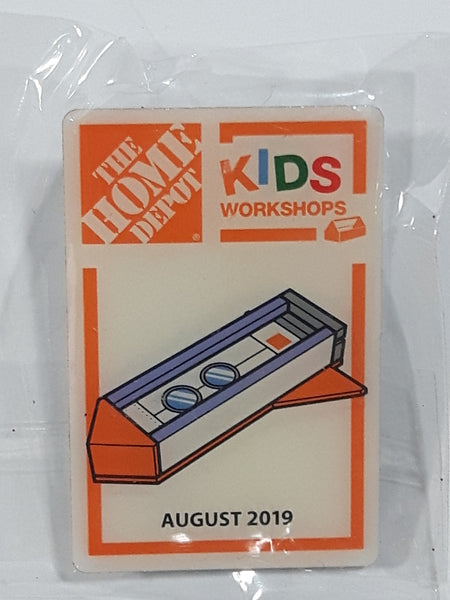 THE
HOME
DEPOT
®
KIDS
WORKSHOPS
AUGUST 2019